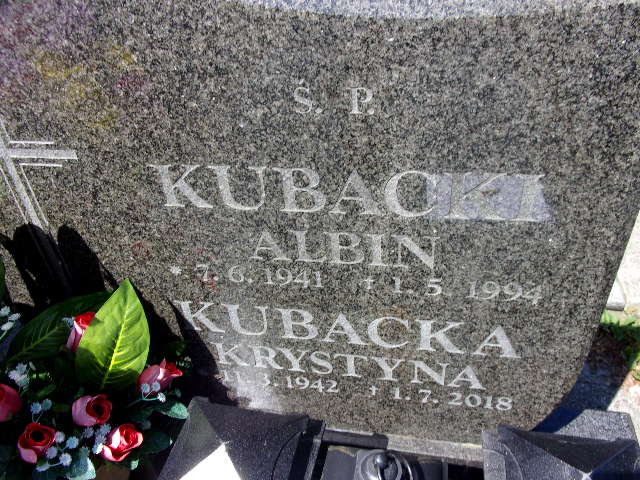 Ś. P.
KUBACKI
ALBIN
* 7. 6. 1941 † 1. 5. 1994
KUBACKA
KRYSTYNA
3. 1942 † 1. 7. 2018